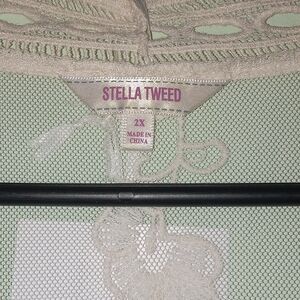 STELLA TWEED
2X
MADE IN
CHINA